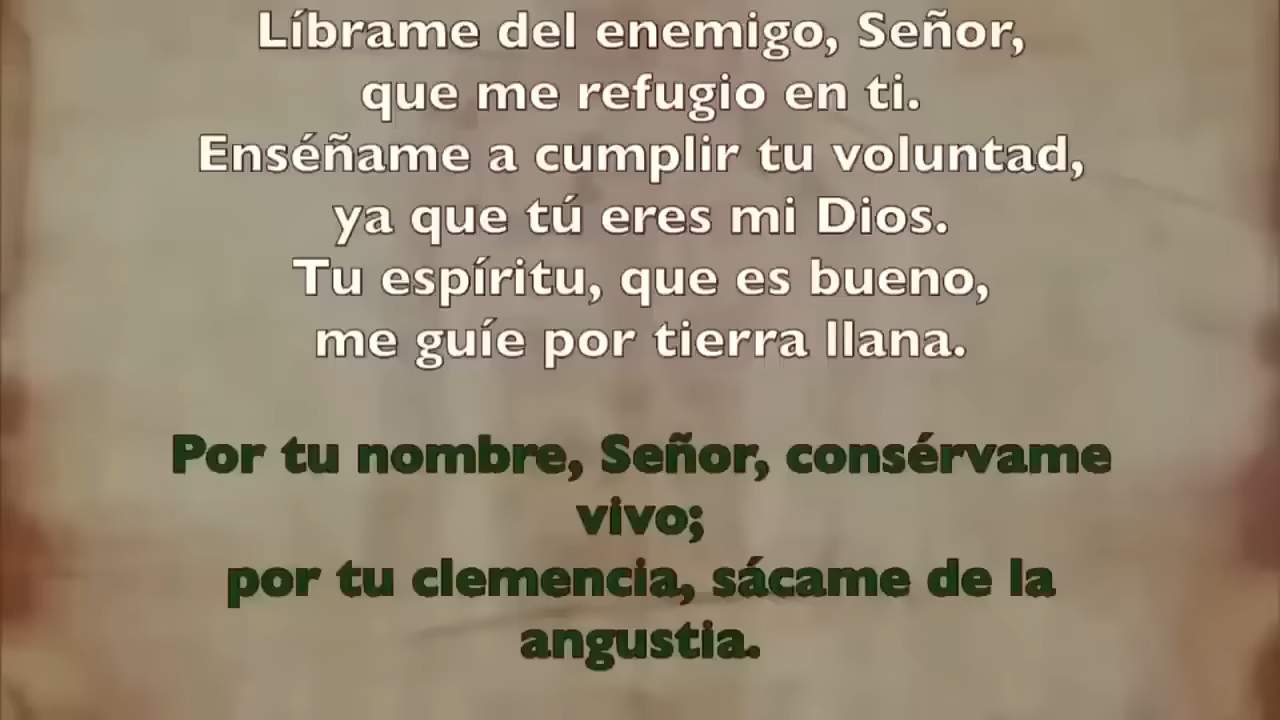 Líbrame del enemigo, Señor,
que me refugio en ti.
Enséñame a cumplir tu voluntad,
ya que tú eres mi Dios.
Tu espíritu, que es bueno,
me guíe por tierra llana.
Por tu nombre, Señor, consérvame
vivo;
por tu clemencia, sácame de la
angustia.